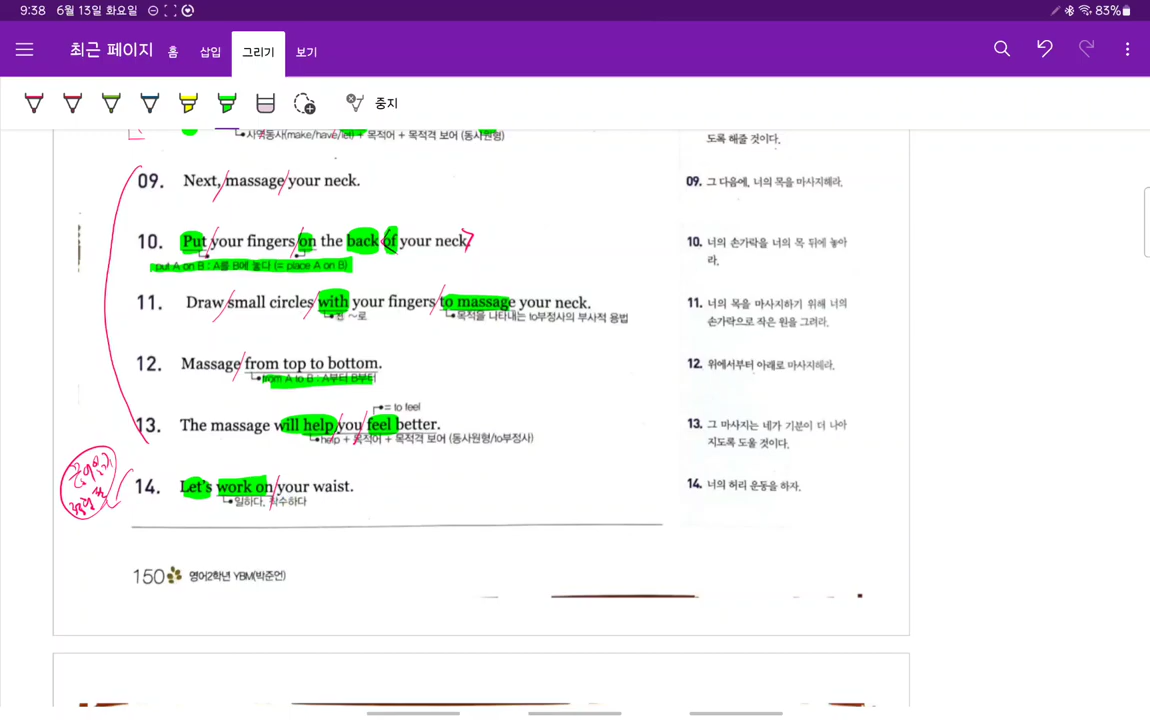 9:38 6월 13일 화요일
83%
최근 페이지 홈 삽입 그리기 보기
중지
사역동사(make/have/let) + 목적어 + 목적격 보어 (동사원형)
도록 해줄 것이다.
09. Next, massage your neck.
09. 그 다음에, 너의 목을 마사지해라.
10. Put your fingers on the back of your neck.
put A on B : A를 B에 놓다 (= place A on B)
10. 너의 손가락을 너의 목 뒤에 놓아
라.
11. Draw small circles with your fingers to massage your neck.
~로
목적을 나타내는 to부정사의 부사적 용법
11. 너의 목을 마사지하기 위해 너의
손가락으로 작은 원을 그려라.
12. Massage from top to bottom.
from A to B : A부터 B부터
12. 위에서부터 아래로 마사지해라.
= to feel
13. The massage will help you feel better.
help + 목적어 + 목적격 보어 (동사원형/to부정사)
13. 그 마사지는 네가 기분이 더 나아
지도록 도울 것이다.
14. Let's work on your waist.
일하다, 착수하다
14. 너의 허리 운동을 하자.
150 영어2학년 YBM(박준언)